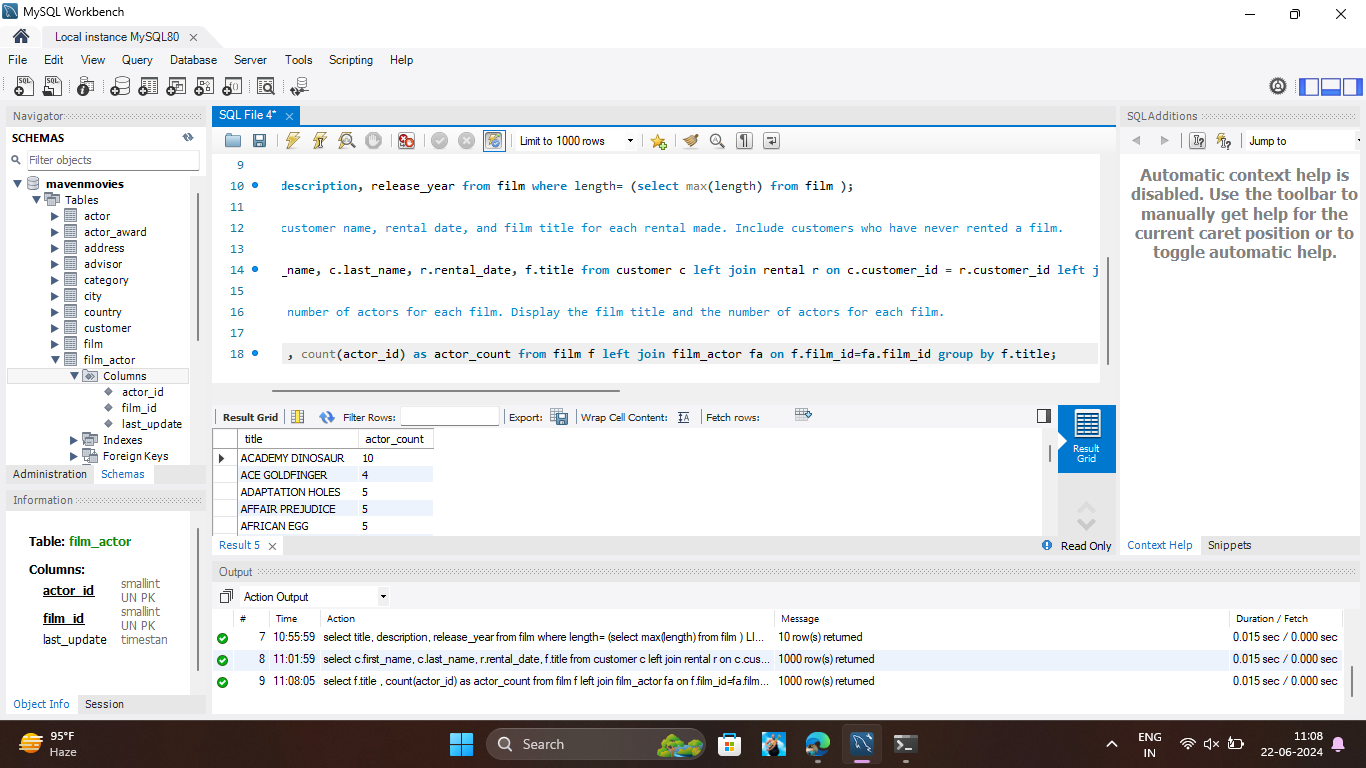 MySQL Workbench
Local instance MySQL80
File Edit View Query Database Server Tools Scripting Help
Navigator
SCHEMAS
Filter objects
mavenmovies
Tables
actor
actor_award
address
advisor
category
city
country
customer
film
film_actor
Columns
actor_id
film_id
last_update
Indexes
Foreign Keys
Administration Schemas
Information
Table: film_actor
Columns:
actor_id smallint UN PK
film_id smallint UN PK
last_update timestan
Object Info Session
SQL File 4*
Limit to 1000 rows
9
10 description, release_year from film where length= (select max(length) from film );
11
12 customer name, rental date, and film title for each rental made. Include customers who have never rented a film.
13
14 _name, c.last_name, r.rental_date, f.title from customer c left join rental r on c.customer_id = r.customer_id left j
15
16 number of actors for each film. Display the film title and the number of actors for each film.
17
18 , count(actor_id) as actor_count from film f left join film_actor fa on f.film_id=fa.film_id group by f.title;
Result Grid Filter Rows: Export: Wrap Cell Content: Fetch rows:
title actor_count
ACADEMY DINOSAUR 10
ACE GOLDFINGER 4
ADAPTATION HOLES 5
AFFAIR PREJUDICE 5
AFRICAN EGG 5
Result Grid
Result 5
Read Only
SQLAdditions
Jump to
Automatic context help is
disabled. Use the toolbar to
manually get help for the
current caret position or to
toggle automatic help.
Context Help Snippets
Output
Action Output
# Time Action Message Duration / Fetch
7 10:55:59 select title, description, release_year from film where length= (select max(length) from film ) LI... 10 row(s) returned 0.015 sec / 0.000 sec
8 11:01:59 select c.first_name, c.last_name, r.rental_date, f.title from customer c left join rental r on c.cus... 1000 row(s) returned 0.015 sec / 0.000 sec
9 11:08:05 select f.title , count(actor_id) as actor_count from film f left join film_actor fa on f.film_id=fa.film... 1000 row(s) returned 0.015 sec / 0.000 sec
95°F
Haze
Search
ENG
IN
11:08
22-06-2024